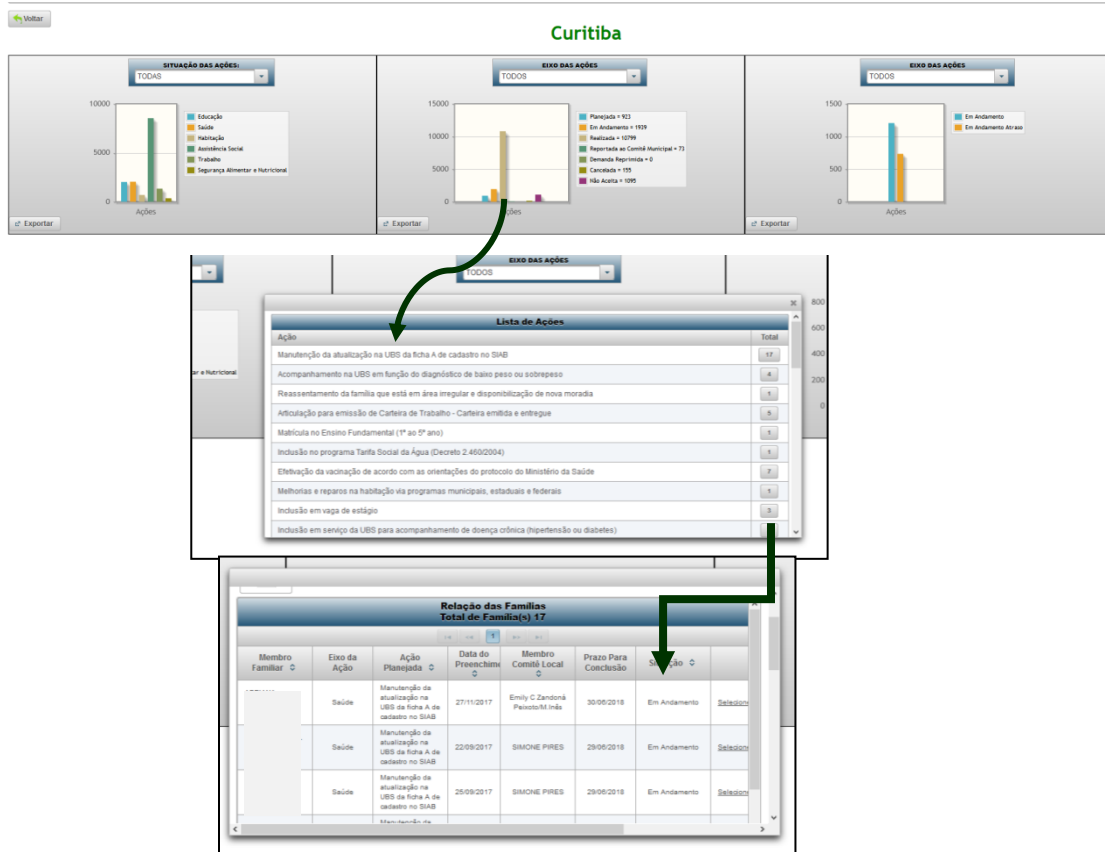 Voltar
Curitiba
SITUAÇÃO DAS AÇÕES:
TODAS
10000
5000
0
Ações
Educação
Saúde
Habitação
Assistência Social
Trabalho
Segurança Alimentar e Nutricional
Exportar
EIXO DAS AÇÕES
TODOS
15000
10000
5000
0
Ações
Planejada = 923
Em Andamento = 1939
Realizada = 10799
Reportada ao Comitê Municipal = 73
Demanda Reprimida = 0
Cancelada = 155
Não Aceita = 1095
Exportar
EIXO DAS AÇÕES
TODOS
1500
1000
500
0
Ações
Em Andamento
Em Andamento Atraso
Exportar
EIXO DAS AÇÕES
TODOS
ar e Nutricional
800
600
400
200
0
Lista de Ações
Ação Total
Manutenção da atualização na UBS da ficha A de cadastro no SIAB 17
Acompanhamento na UBS em função do diagnóstico de baixo peso ou sobrepeso 4
Reassentamento da família que está em área irregular e disponibilização de nova moradia 1
Articulação para emissão de Carteira de Trabalho - Carteira emitida e entregue 5
Matrícula no Ensino Fundamental (1º ao 5º ano) 1
Inclusão no programa Tarifa Social da Água (Decreto 2.460/2004) 1
Efetivação da vacinação de acordo com as orientações do protocolo do Ministério da Saúde 7
Melhorias e reparos na habitação via programas municipais, estaduais e federais 1
Inclusão em vaga de estágio 3
Inclusão em serviço da UBS para acompanhamento de doença crônica (hipertensão ou diabetes)
Relação das Famílias
Total de Família(s) 17
1
Membro Familiar
Eixo da Ação
Ação Planejada
Data do Preenchime
Membro Comitê Local
Prazo Para Conclusão
Saúde
Manutenção da
atualização na
UBS da ficha A de
cadastro no SIAB
27/11/2017
Emily C Zandoná
Peixoto/M.Inês
30/06/2018
Em Andamento
Selecion
Saúde
Manutenção da
atualização na
UBS da ficha A de
cadastro no SIAB
22/09/2017
SIMONE PIRES
29/06/2018
Em Andamento
Selecion
Saúde
Manutenção da
atualização na
UBS da ficha A de
cadastro no SIAB
25/09/2017
SIMONE PIRES
29/06/2018
Em Andamento
Selecion
Manutenção da